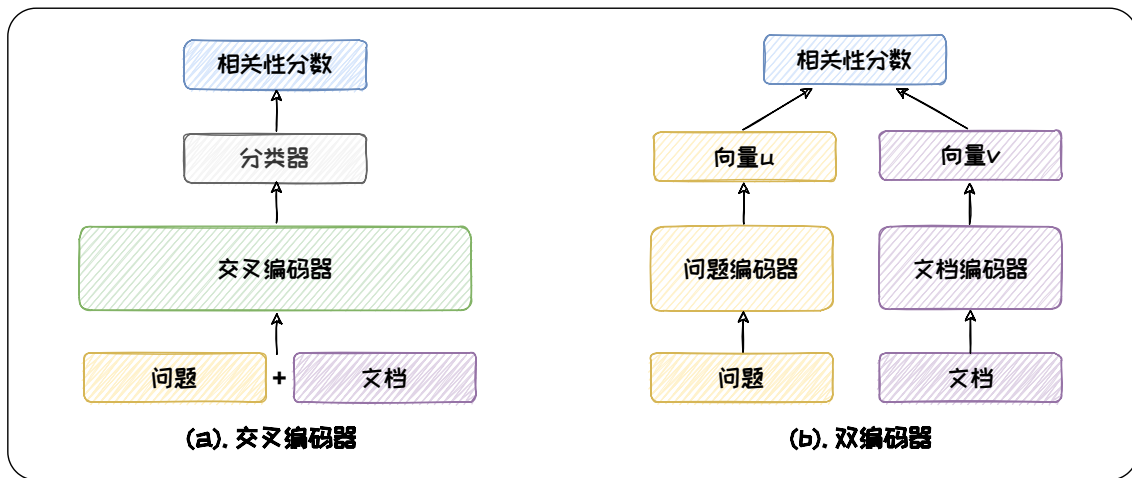 相关性分数
分类器
交叉编码器
问题 + 文档
(a). 交叉编码器
相关性分数
向量u
向量v
问题编码器
文档编码器
问题
文档
(b). 双编码器